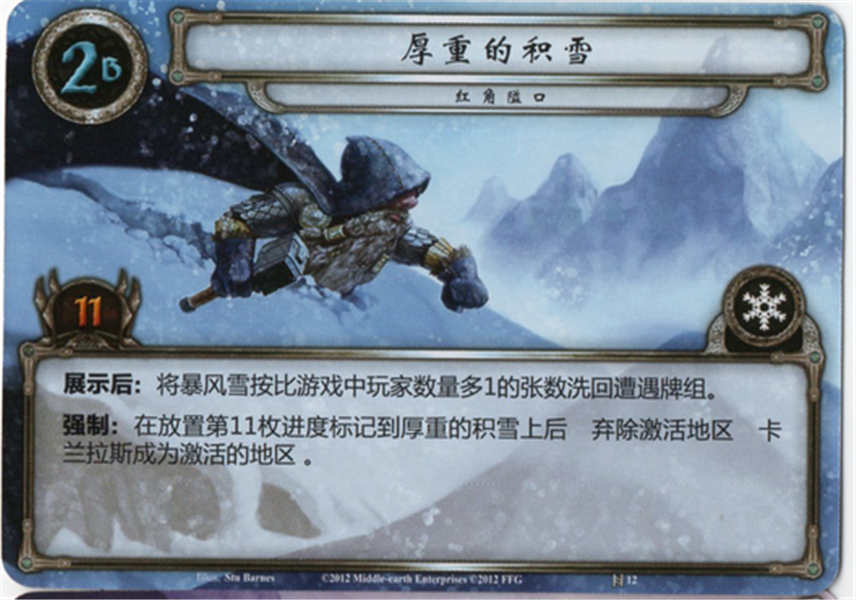 2B
厚重的积雪
红角隘口
11
展示后：将暴风雪按比游戏中玩家数量多1的张数洗回遭遇牌组。
强制：在放置第11枚进度标记到厚重的积雪上后 弃除激活地区 卡
兰拉斯成为激活的地区 。
Illus. Stu Barnes ©2012 Middle-earth Enterprises ©2012 FFG 12